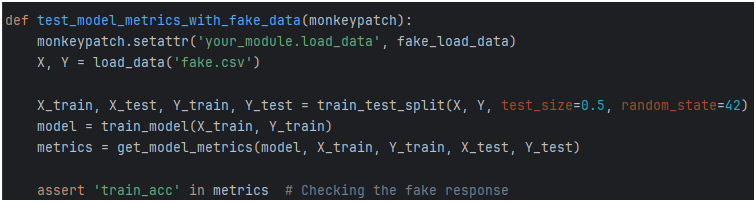 def test_model_metrics_with_fake_data(monkeypatch):
    monkeypatch.setattr('your_module.load_data', fake_load_data)
    X, Y = load_data('fake.csv')

    X_train, X_test, Y_train, Y_test = train_test_split(X, Y, test_size=0.5, random_state=42)
    model = train_model(X_train, Y_train)
    metrics = get_model_metrics(model, X_train, Y_train, X_test, Y_test)

    assert 'train_acc' in metrics  # Checking the fake response